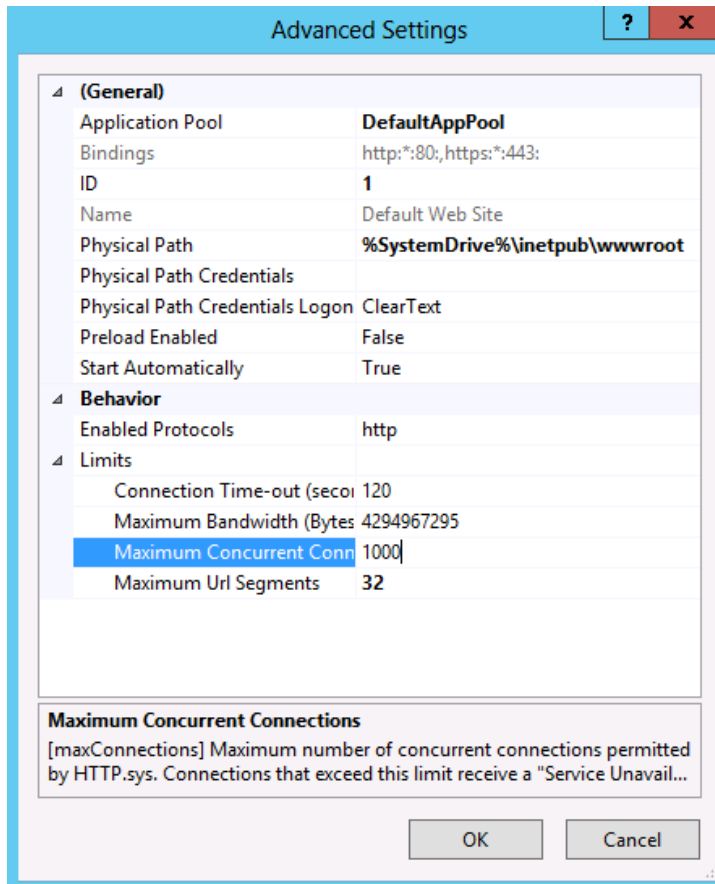 Advanced Settings
?
x
(General)
Application Pool DefaultAppPool
Bindings http:*:80:,https:*:443:
ID 1
Name Default Web Site
Physical Path %SystemDrive%\inetpub\wwwroot
Physical Path Credentials
Physical Path Credentials Logon ClearText
Preload Enabled False
Start Automatically True
Behavior
Enabled Protocols http
Limits
Connection Time-out (secon 120
Maximum Bandwidth (Bytes 4294967295
Maximum Concurrent Conn 1000
Maximum Url Segments 32
Maximum Concurrent Connections
[maxConnections] Maximum number of concurrent connections permitted
by HTTP.sys. Connections that exceed this limit receive a "Service Unavail...
OK Cancel